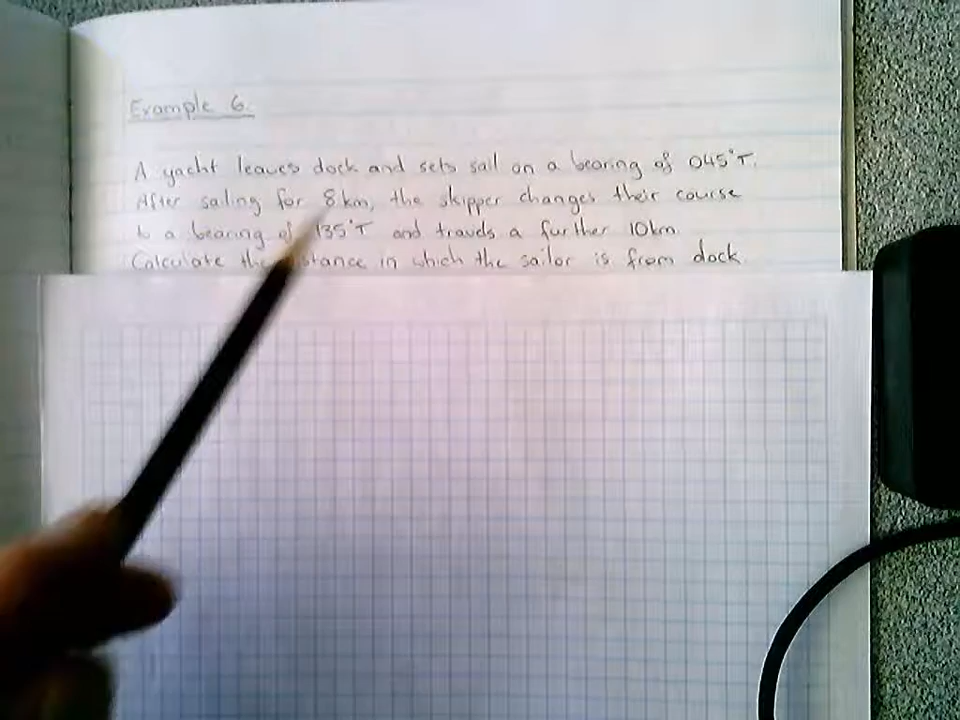 Example 6.
A yacht leaves dock and sets sail on a bearing of 045°T.
After sailing for 8km, the skipper changes their course
to a bearing of 135°T and travels a further 10km.
Calculate the distance in which the sailor is from dock.